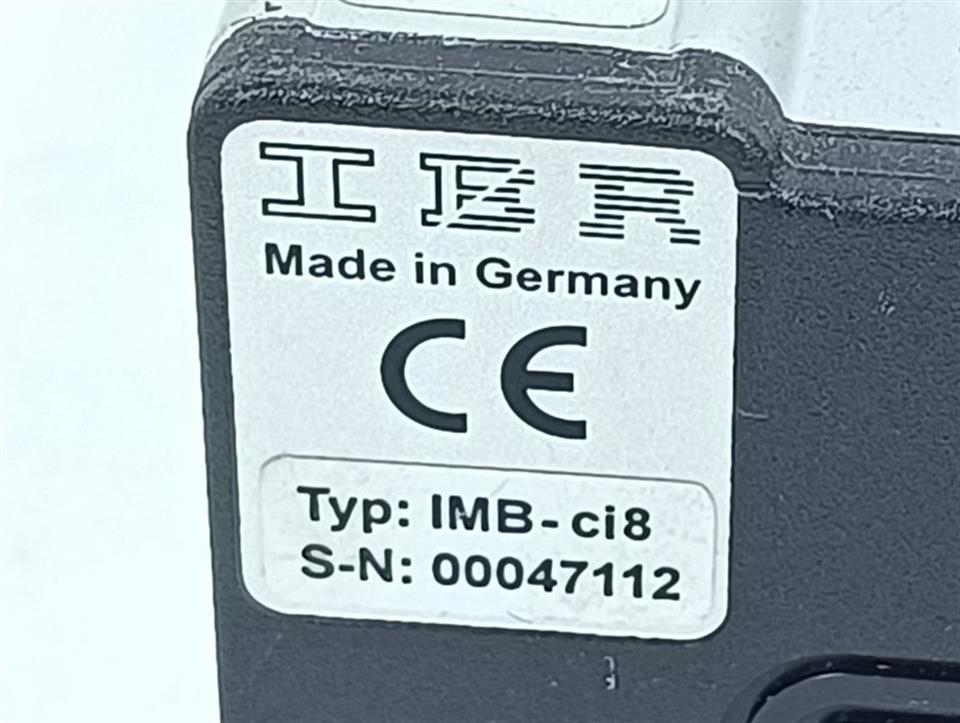 IBR
Made in Germany
CE
Typ: IMB-ci8
S-N: 00047112